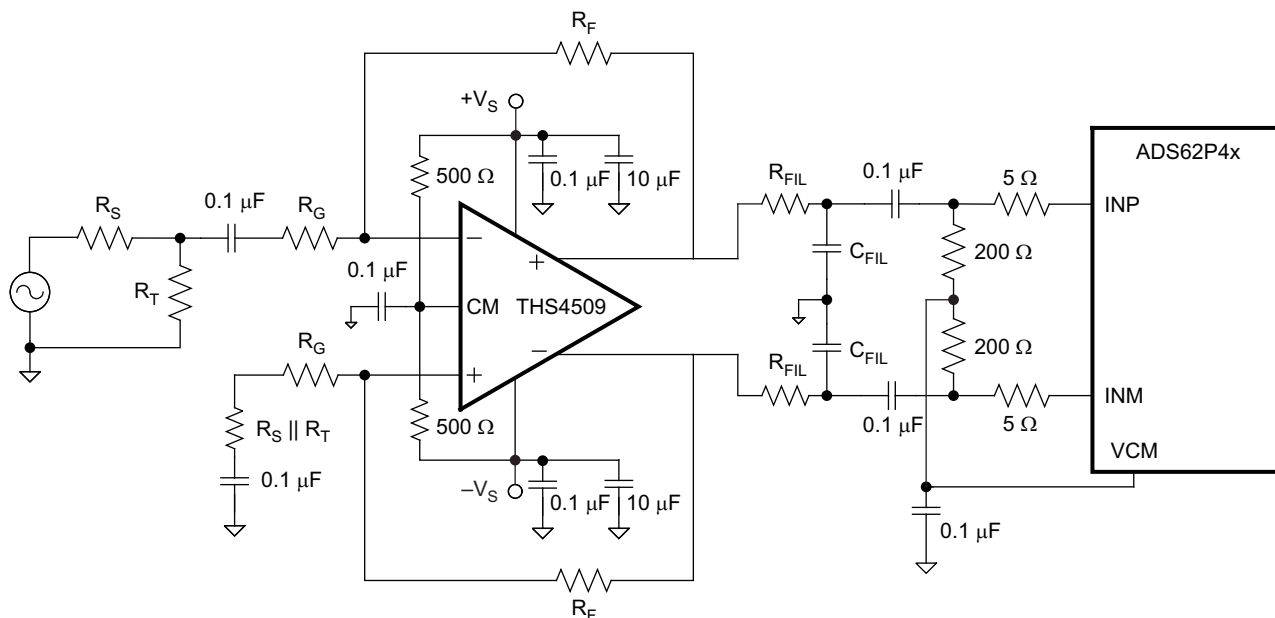 R_F
+V_S
ADS62P4x
500 Ω
0.1 µF
10 µF
R_FIL
0.1 µF
5 Ω
R_S
0.1 µF
R_G
INP
−
+
C_FIL
200 Ω
R_T
0.1 µF
CM
THS4509
R_G
+
−
R_FIL
C_FIL
200 Ω
INM
500 Ω
0.1 µF
5 Ω
R_S || R_T
VCM
0.1 µF
–V_S
0.1 µF
10 µF
0.1 µF
R_F